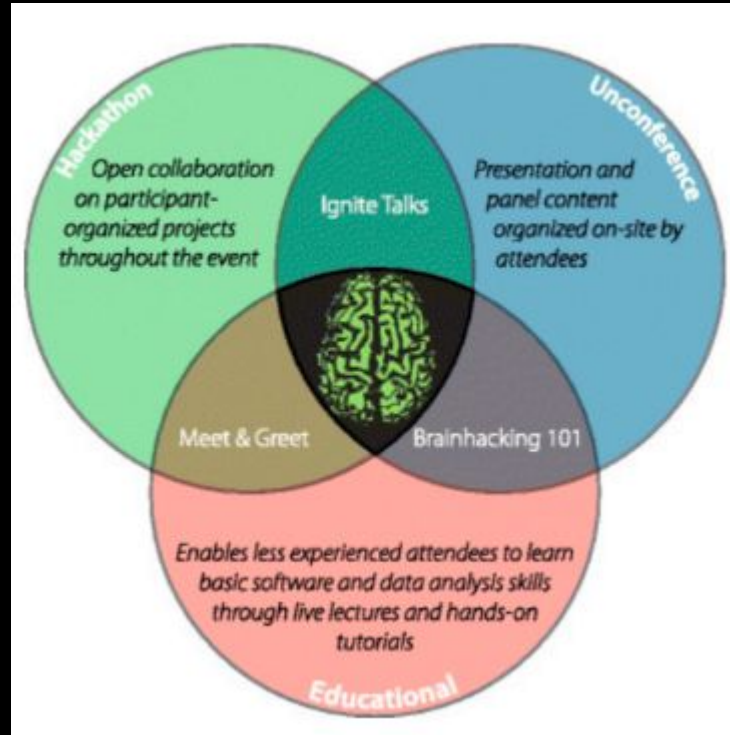 Hackathon
Open collaboration
on participant-
organized projects
throughout the event
Ignite Talks
Unconference
Presentation and
panel content
organized on-site by
attendees
Meet & Greet
Brainhacking 101
Enables less experienced attendees to learn
basic software and data analysis skills
through live lectures and hands-on
tutorials
Educational